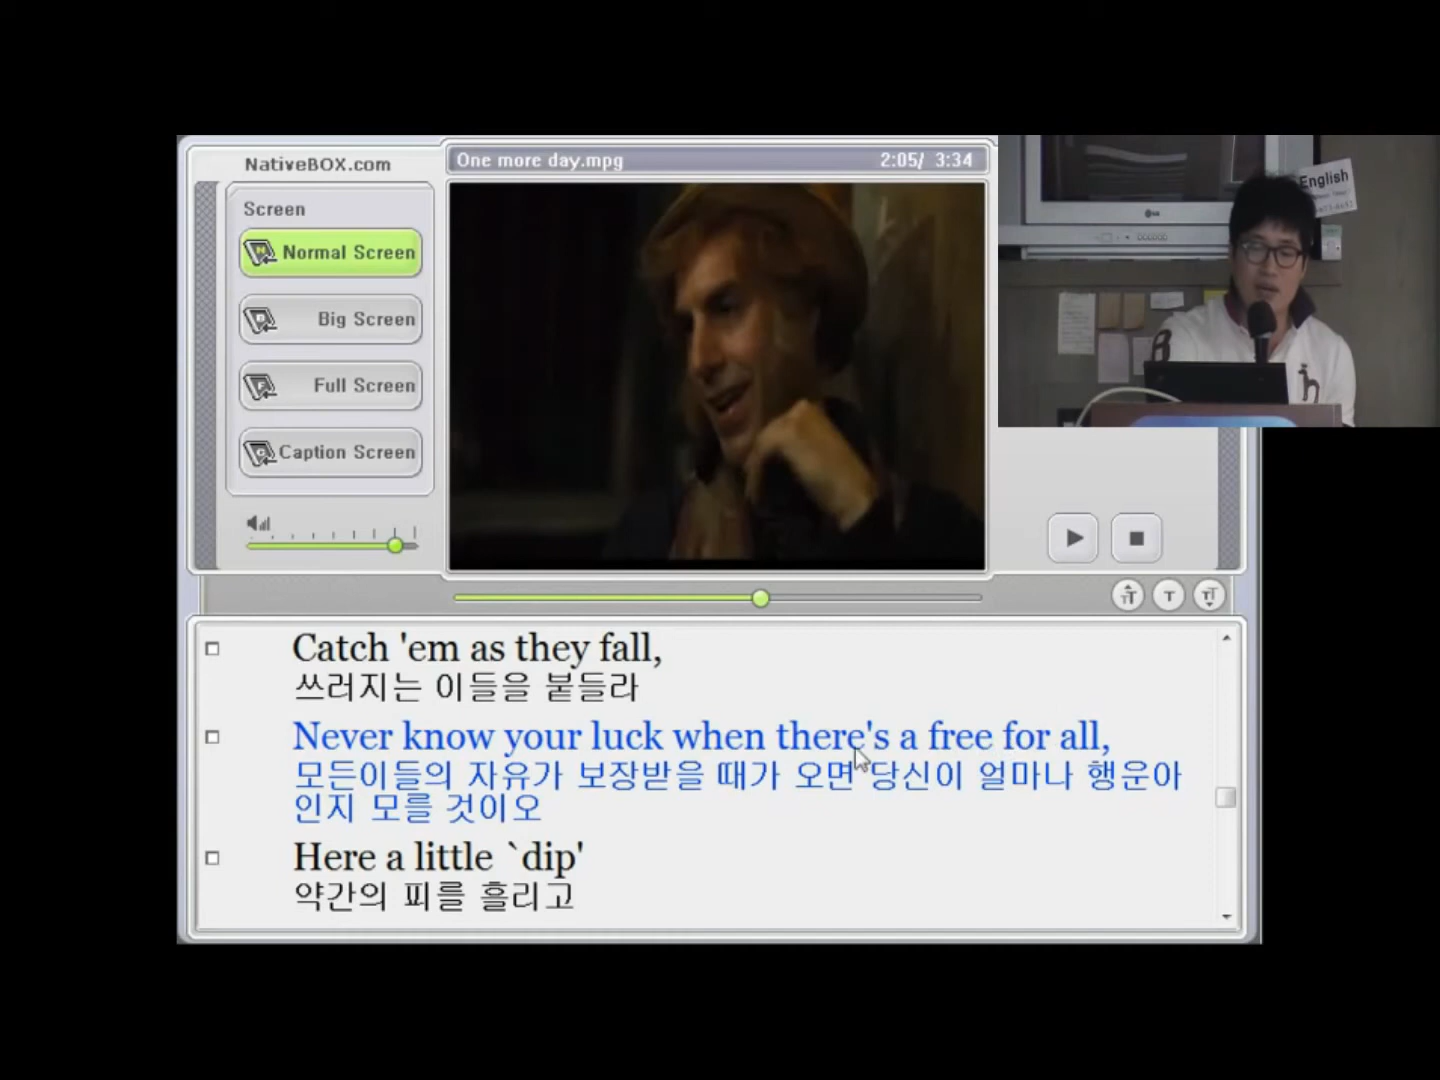 NativeBOX.com
One more day.mpg
2:05/ 3:34
Screen
Normal Screen
Big Screen
Full Screen
Caption Screen
English
Catch 'em as they fall,
쓰러지는 이들을 붙들라
Never know your luck when there's a free for all,
모든이들의 자유가 보장받을 때가 오면 당신이 얼마나 행운아
인지 모를 것이오
Here a little `dip'
약간의 피를 흘리고